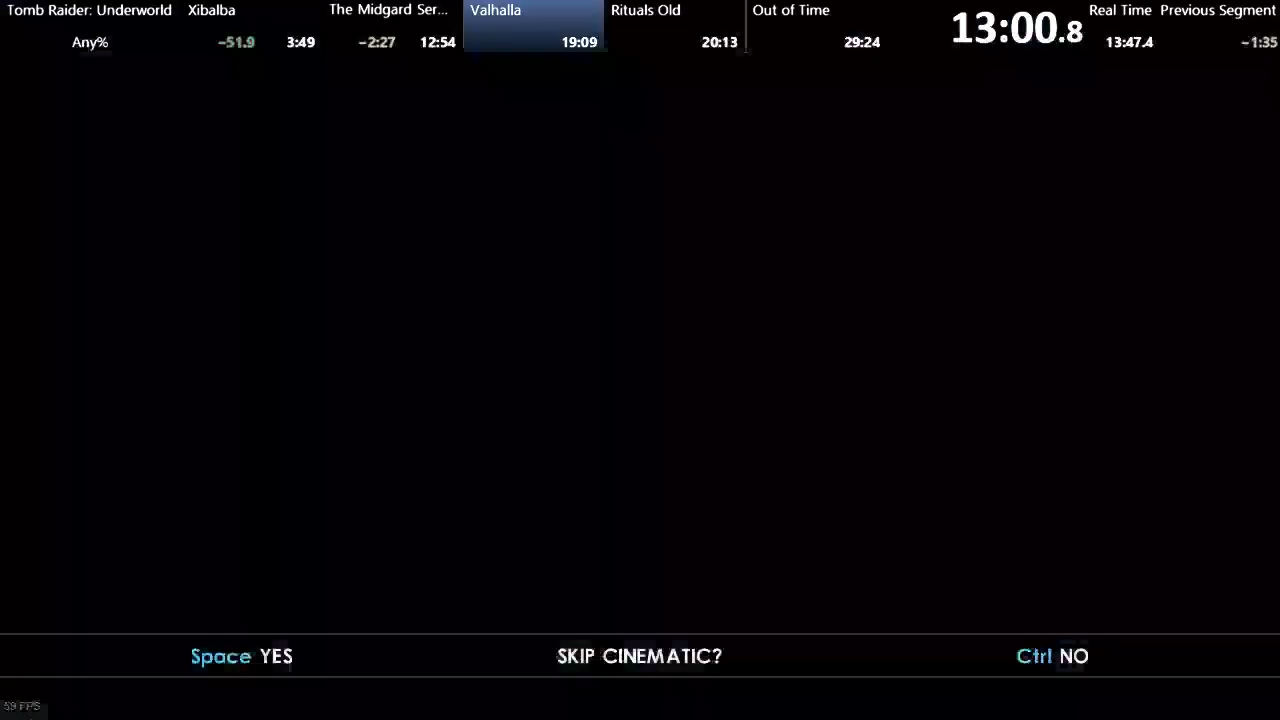 Tomb Raider: Underworld
Any%
Xibalba
−51.9 3:49
The Midgard Ser...
−2:27 12:54
Valhalla
19:09
Rituals Old
20:13
Out of Time
29:24
13:00.8
Real Time
13:47.4
Previous Segment
−1:35
Space YES
SKIP CINEMATIC?
Ctrl NO
59 FPS